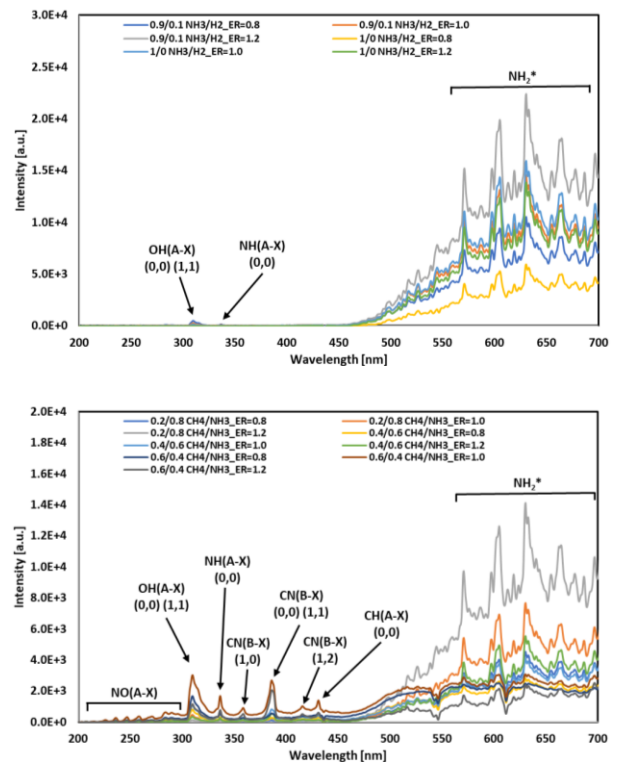 3.0E+4
0.9/0.1 NH3/H2_ER=0.8 0.9/0.1 NH3/H2_ER=1.0
0.9/0.1 NH3/H2_ER=1.2 1/0 NH3/H2_ER=0.8
1/0 NH3/H2_ER=1.0 1/0 NH3/H2_ER=1.2
2.5E+4
NH₂*
2.0E+4
Intensity [a.u.]
1.5E+4
1.0E+4
OH(A-X)
(0,0) (1,1)
NH(A-X)
(0,0)
5.0E+3
0.0E+0
200 250 300 350 400 450 500 550 600 650 700
Wavelength [nm]
2.0E+4
0.2/0.8 CH4/NH3_ER=0.8 0.2/0.8 CH4/NH3_ER=1.0
0.2/0.8 CH4/NH3_ER=1.2 0.4/0.6 CH4/NH3_ER=0.8
0.4/0.6 CH4/NH3_ER=1.0 0.4/0.6 CH4/NH3_ER=1.2
0.6/0.4 CH4/NH3_ER=0.8 0.6/0.4 CH4/NH3_ER=1.0
0.6/0.4 CH4/NH3_ER=1.2
1.8E+4
1.6E+4
NH₂*
1.4E+4
1.2E+4
Intensity [a.u.]
1.0E+4
NH(A-X)
(0,0)
8.0E+3
OH(A-X)
(0,0) (1,1)
CN(B-X)
(0,0) (1,1)
CH(A-X)
(0,0)
6.0E+3
CN(B-X)
(1,0)
CN(B-X)
(1,2)
4.0E+3
NO(A-X)
2.0E+3
0.0E+0
200 250 300 350 400 450 500 550 600 650 700
Wavelength [nm]